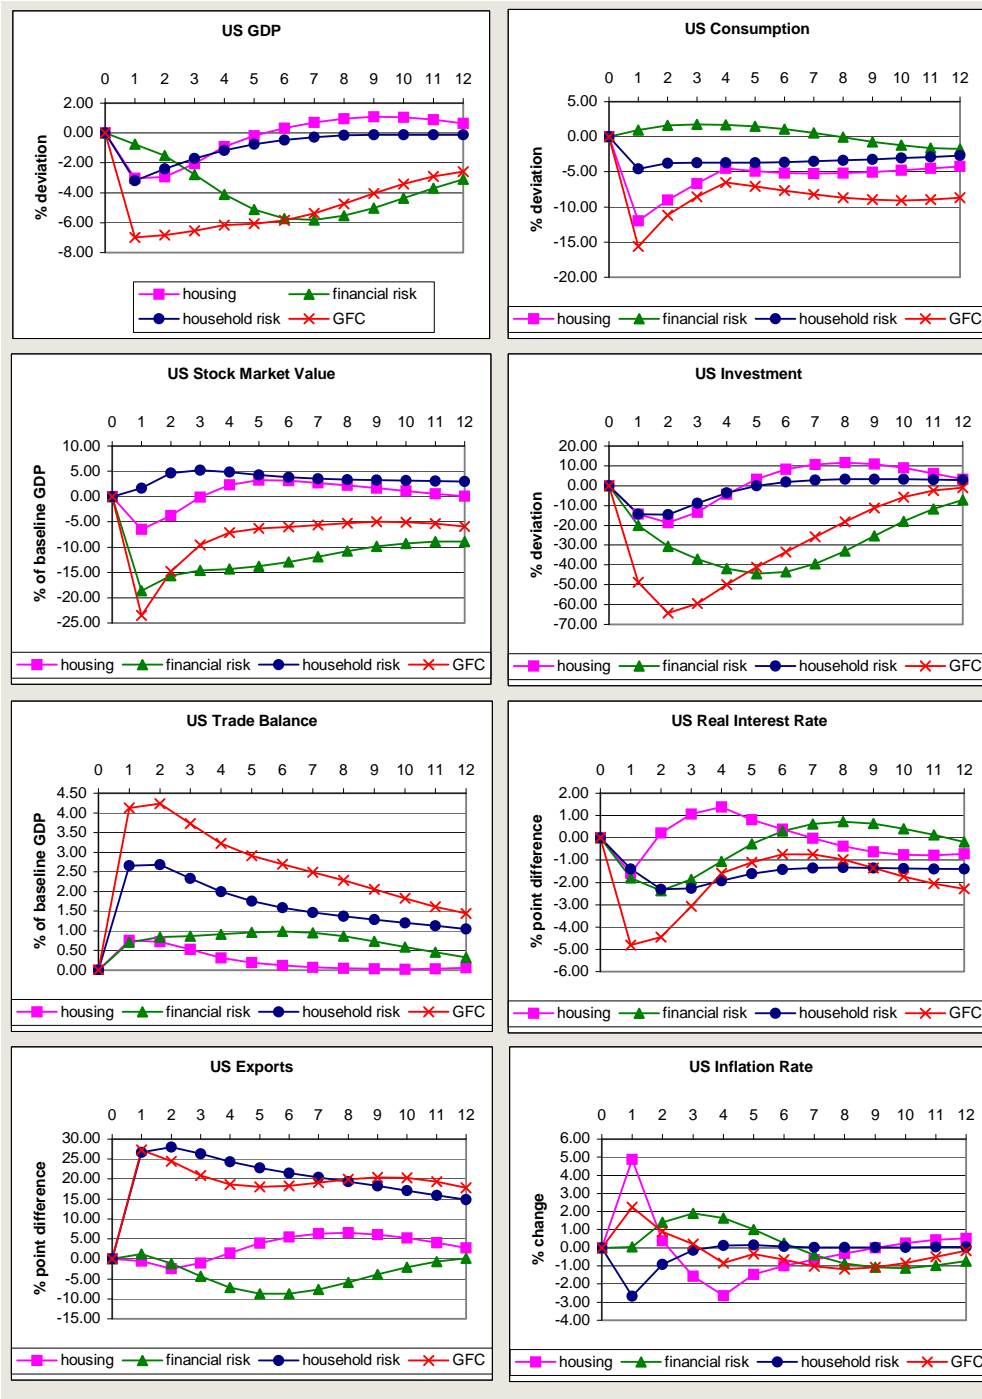 US GDP
0 1 2 3 4 5 6 7 8 9 10 11 12
2.00
0.00
-2.00
-4.00
-6.00
-8.00
% deviation
housing financial risk
household risk GFC
US Consumption
0 1 2 3 4 5 6 7 8 9 10 11 12
5.00
0.00
-5.00
-10.00
-15.00
-20.00
% deviation
housing financial risk household risk GFC
US Stock Market Value
0 1 2 3 4 5 6 7 8 9 10 11 12
10.00
5.00
0.00
-5.00
-10.00
-15.00
-20.00
-25.00
% of baseline GDP
housing financial risk household risk GFC
US Investment
0 1 2 3 4 5 6 7 8 9 10 11 12
20.00
10.00
0.00
-10.00
-20.00
-30.00
-40.00
-50.00
-60.00
-70.00
% deviation
housing financial risk household risk GFC
US Trade Balance
0 1 2 3 4 5 6 7 8 9 10 11 12
4.50
4.00
3.50
3.00
2.50
2.00
1.50
1.00
0.50
0.00
% of baseline GDP
housing financial risk household risk GFC
US Real Interest Rate
0 1 2 3 4 5 6 7 8 9 10 11 12
2.00
1.00
0.00
-1.00
-2.00
-3.00
-4.00
-5.00
-6.00
% point difference
housing financial risk household risk GFC
US Exports
0 1 2 3 4 5 6 7 8 9 10 11 12
30.00
25.00
20.00
15.00
10.00
5.00
0.00
-5.00
-10.00
-15.00
% point difference
housing financial risk household risk GFC
US Inflation Rate
0 1 2 3 4 5 6 7 8 9 10 11 12
6.00
5.00
4.00
3.00
2.00
1.00
0.00
-1.00
-2.00
-3.00
-4.00
% change
housing financial risk household risk GFC